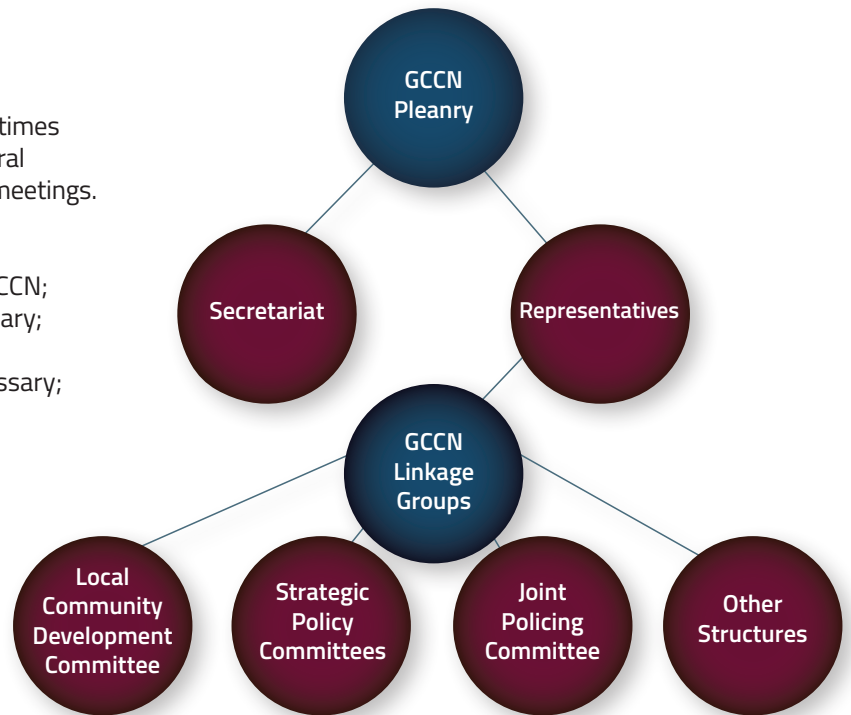 times
ral
meetings.
CCN;
ary;
ssary;
GCCN
Pleanry
Secretariat
Representatives
GCCN
Linkage
Groups
Local
Community
Development
Committee
Strategic
Policy
Committees
Joint
Policing
Committee
Other
Structures